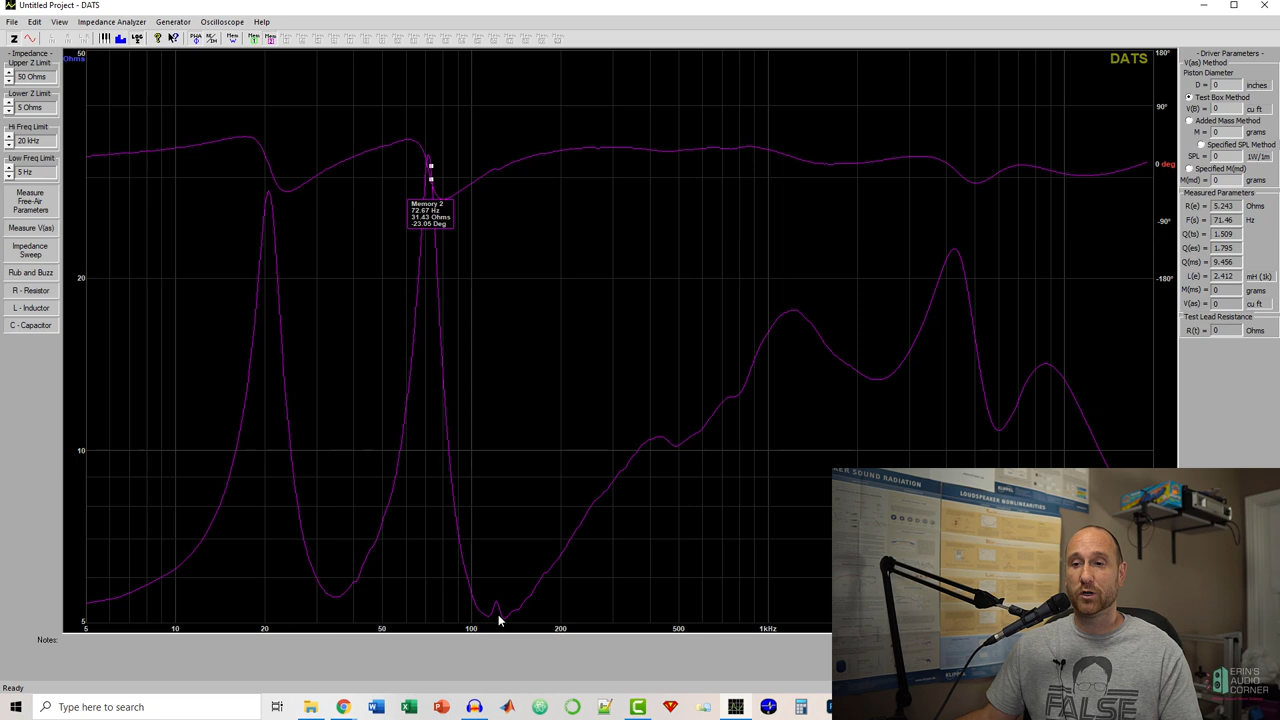 Untitled Project - DATS
File Edit View Impedance Analyzer Generator Oscilloscope Help
- Impedance -
Upper Z Limit
50 Ohms
Lower Z Limit
5 Ohms
Hi Freq Limit
20 kHz
Low Freq Limit
5 Hz
Measure
Free-Air
Parameters
Measure V(as)
Impedance
Sweep
Rub and Buzz
R - Resistor
L - Inductor
C - Capacitor
50
Ohms
20
10
5
5 10 20 50 100 200 500 1kHz
DATS
180°
90°
0 deg
-90°
-180°
Memory 2
72.67 Hz
31.43 Ohms
-23.05 Deg
- Driver Parameters -
V(as) Method
Piston Diameter
D = 0 inches
Test Box Method
V(B) = 0 cu ft
Added Mass Method
M = 0 grams
Specified SPL Method
SPL = 0 1W/1m
Specified M(md)
M(md) = 0 grams
Measured Parameters
R(e) = 5.243 Ohms
F(s) = 71.46 Hz
Q(ts) = 1.509
Q(es) = 1.795
Q(ms) = 9.456
L(e) = 2.412 mH (1k)
M(ms) = 0 grams
V(as) = 0 cu ft
Test Lead Resistance
R(t) = 0 Ohms
Notes:
Ready
Type here to search
SOUND RADIATION
KLIPPEL
LOUDSPEAKER NONLINEARITIES
FALSE
ERIN'S
AUDIO
CORNER